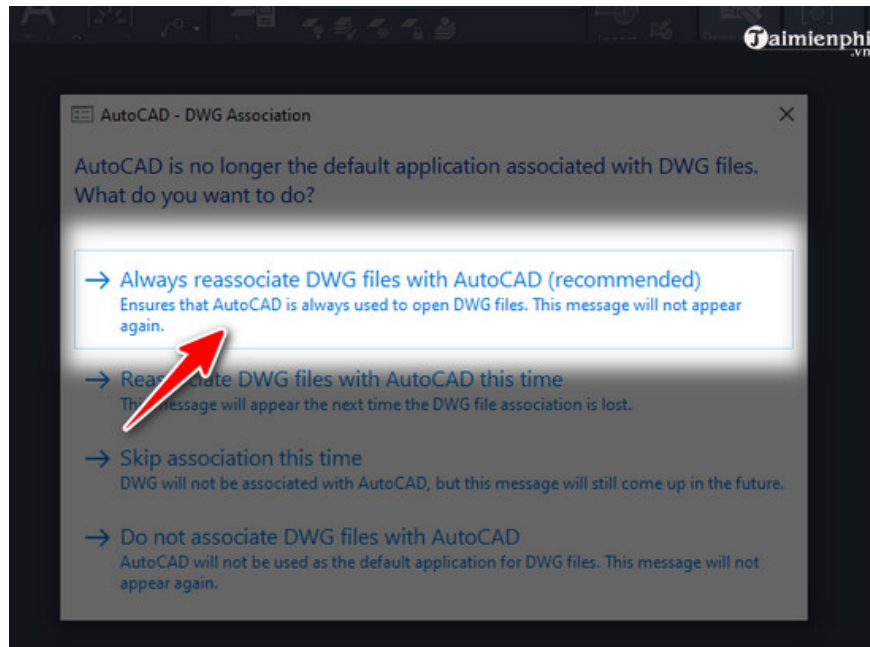 Taimienphi
.vn
AutoCAD - DWG Association
AutoCAD is no longer the default application associated with DWG files.
What do you want to do?
Always reassociate DWG files with AutoCAD (recommended)
Ensures that AutoCAD is always used to open DWG files. This message will not appear
again.
Reassociate DWG files with AutoCAD this time
This message will appear the next time the DWG file association is lost.
Skip association this time
DWG will not be associated with AutoCAD, but this message will still come up in the future.
Do not associate DWG files with AutoCAD
AutoCAD will not be used as the default application for DWG files. This message will not
appear again.